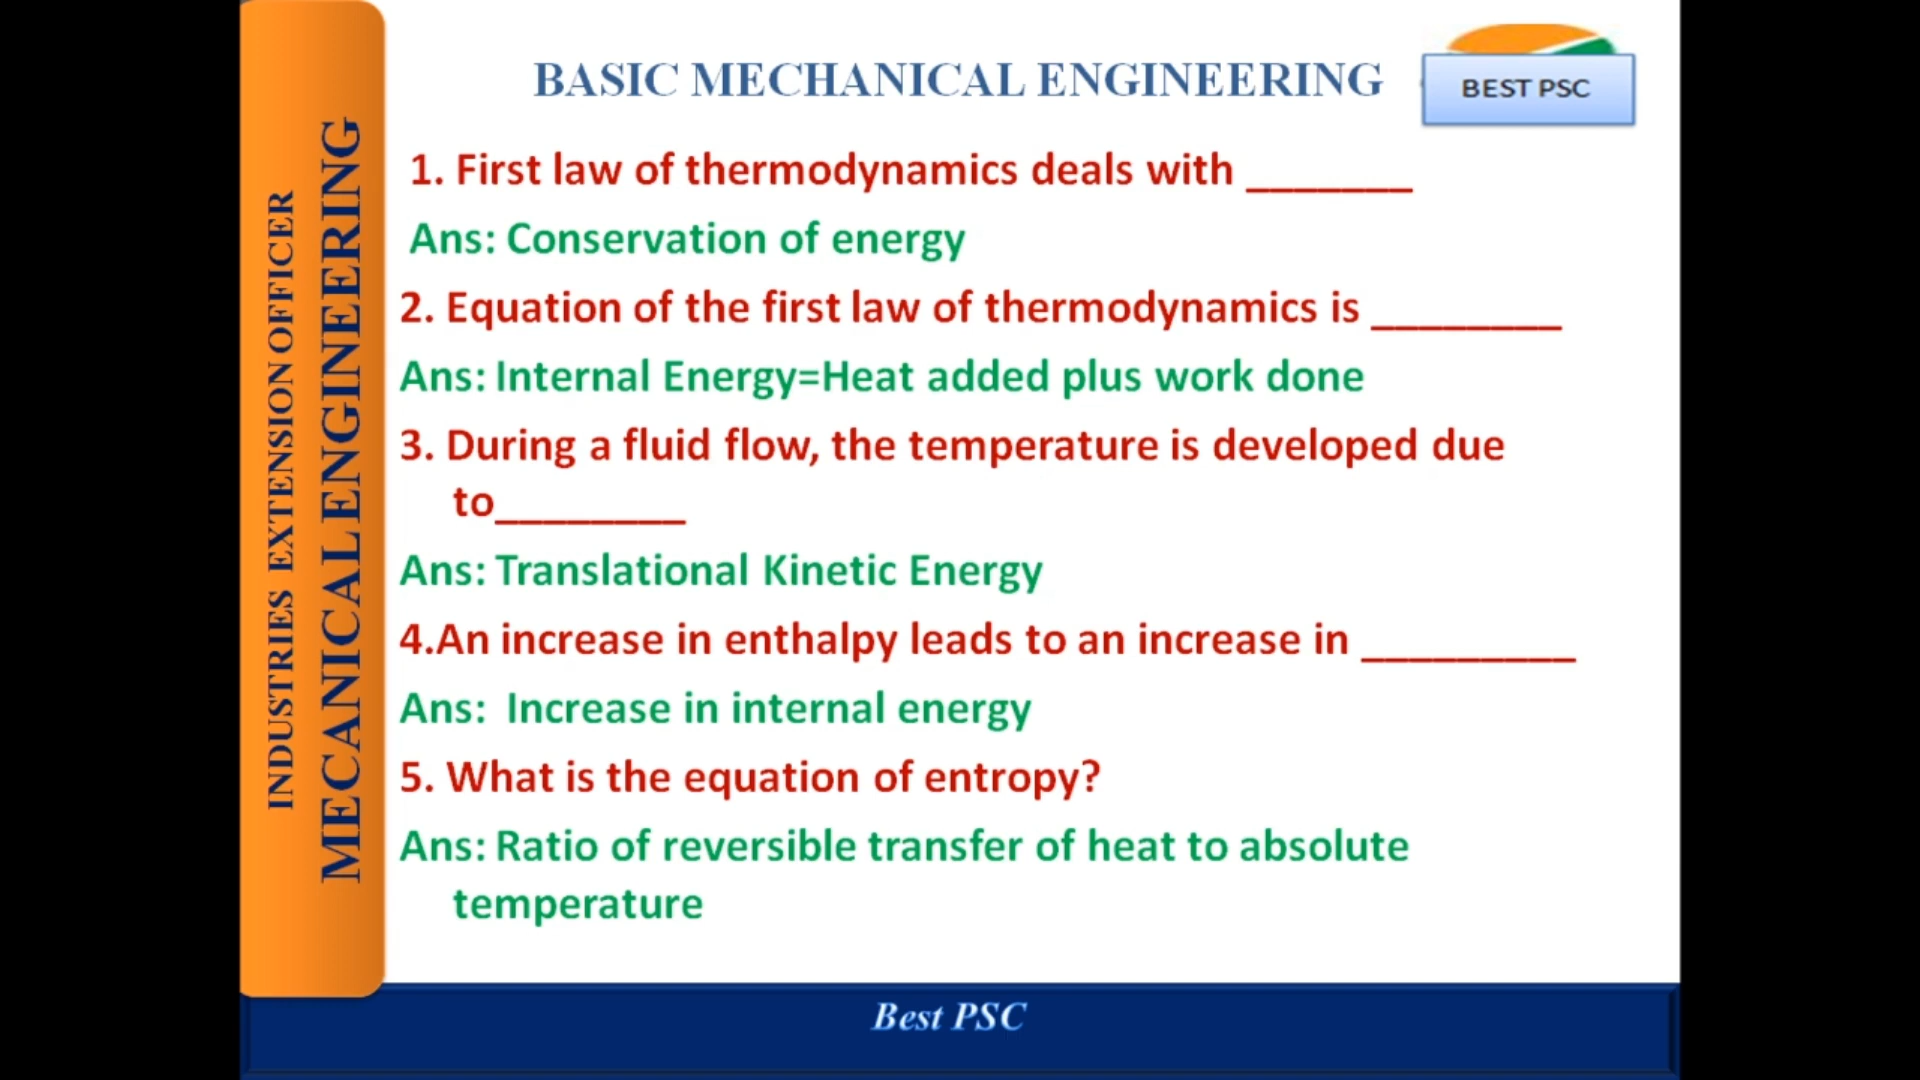 BASIC MECHANICAL ENGINEERING
BEST PSC
INDUSTRIES EXTENSION OFFICER
MECANICAL ENGINEERING
1. First law of thermodynamics deals with _______
Ans: Conservation of energy
2. Equation of the first law of thermodynamics is ________
Ans: Internal Energy=Heat added plus work done
3. During a fluid flow, the temperature is developed due
to________
Ans: Translational Kinetic Energy
4.An increase in enthalpy leads to an increase in _________
Ans:  Increase in internal energy
5. What is the equation of entropy?
Ans: Ratio of reversible transfer of heat to absolute
temperature
Best PSC